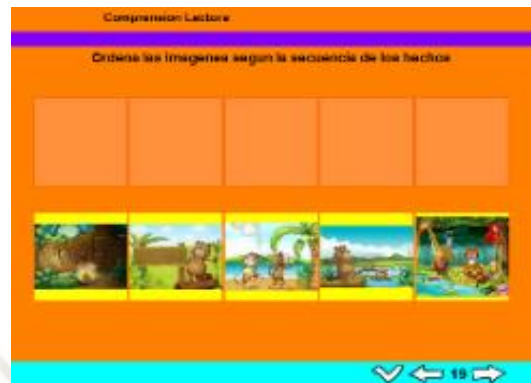 Comprension Lectora
Ordena las imagenes segun la secuencia de los hechos
19